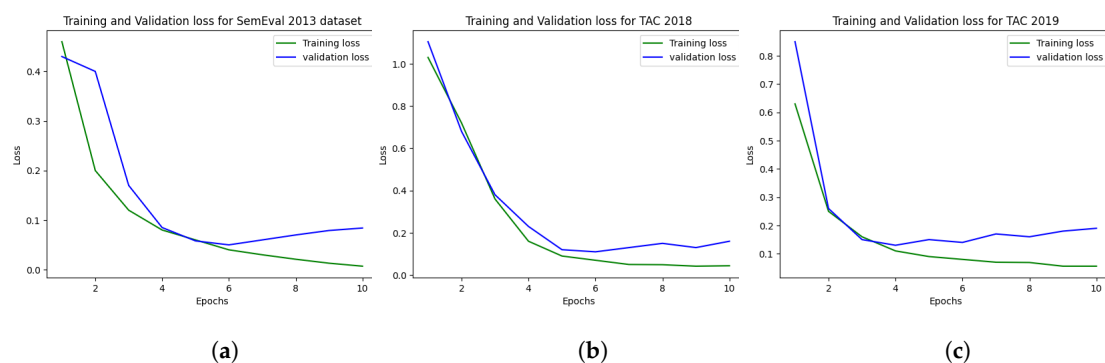 Training and Validation loss for SemEval 2013 dataset
Training loss
validation loss
0.4
0.3
0.2
0.1
0.0
Loss
2
4
6
8
10
Epochs
(a)
Training and Validation loss for TAC 2018
Training loss
validation loss
1.0
0.8
0.6
0.4
0.2
0.0
Loss
2
4
6
8
10
Epochs
(b)
Training and Validation loss for TAC 2019
Training loss
validation loss
0.8
0.7
0.6
0.5
0.4
0.3
0.2
0.1
Loss
2
4
6
8
10
Epochs
(c)